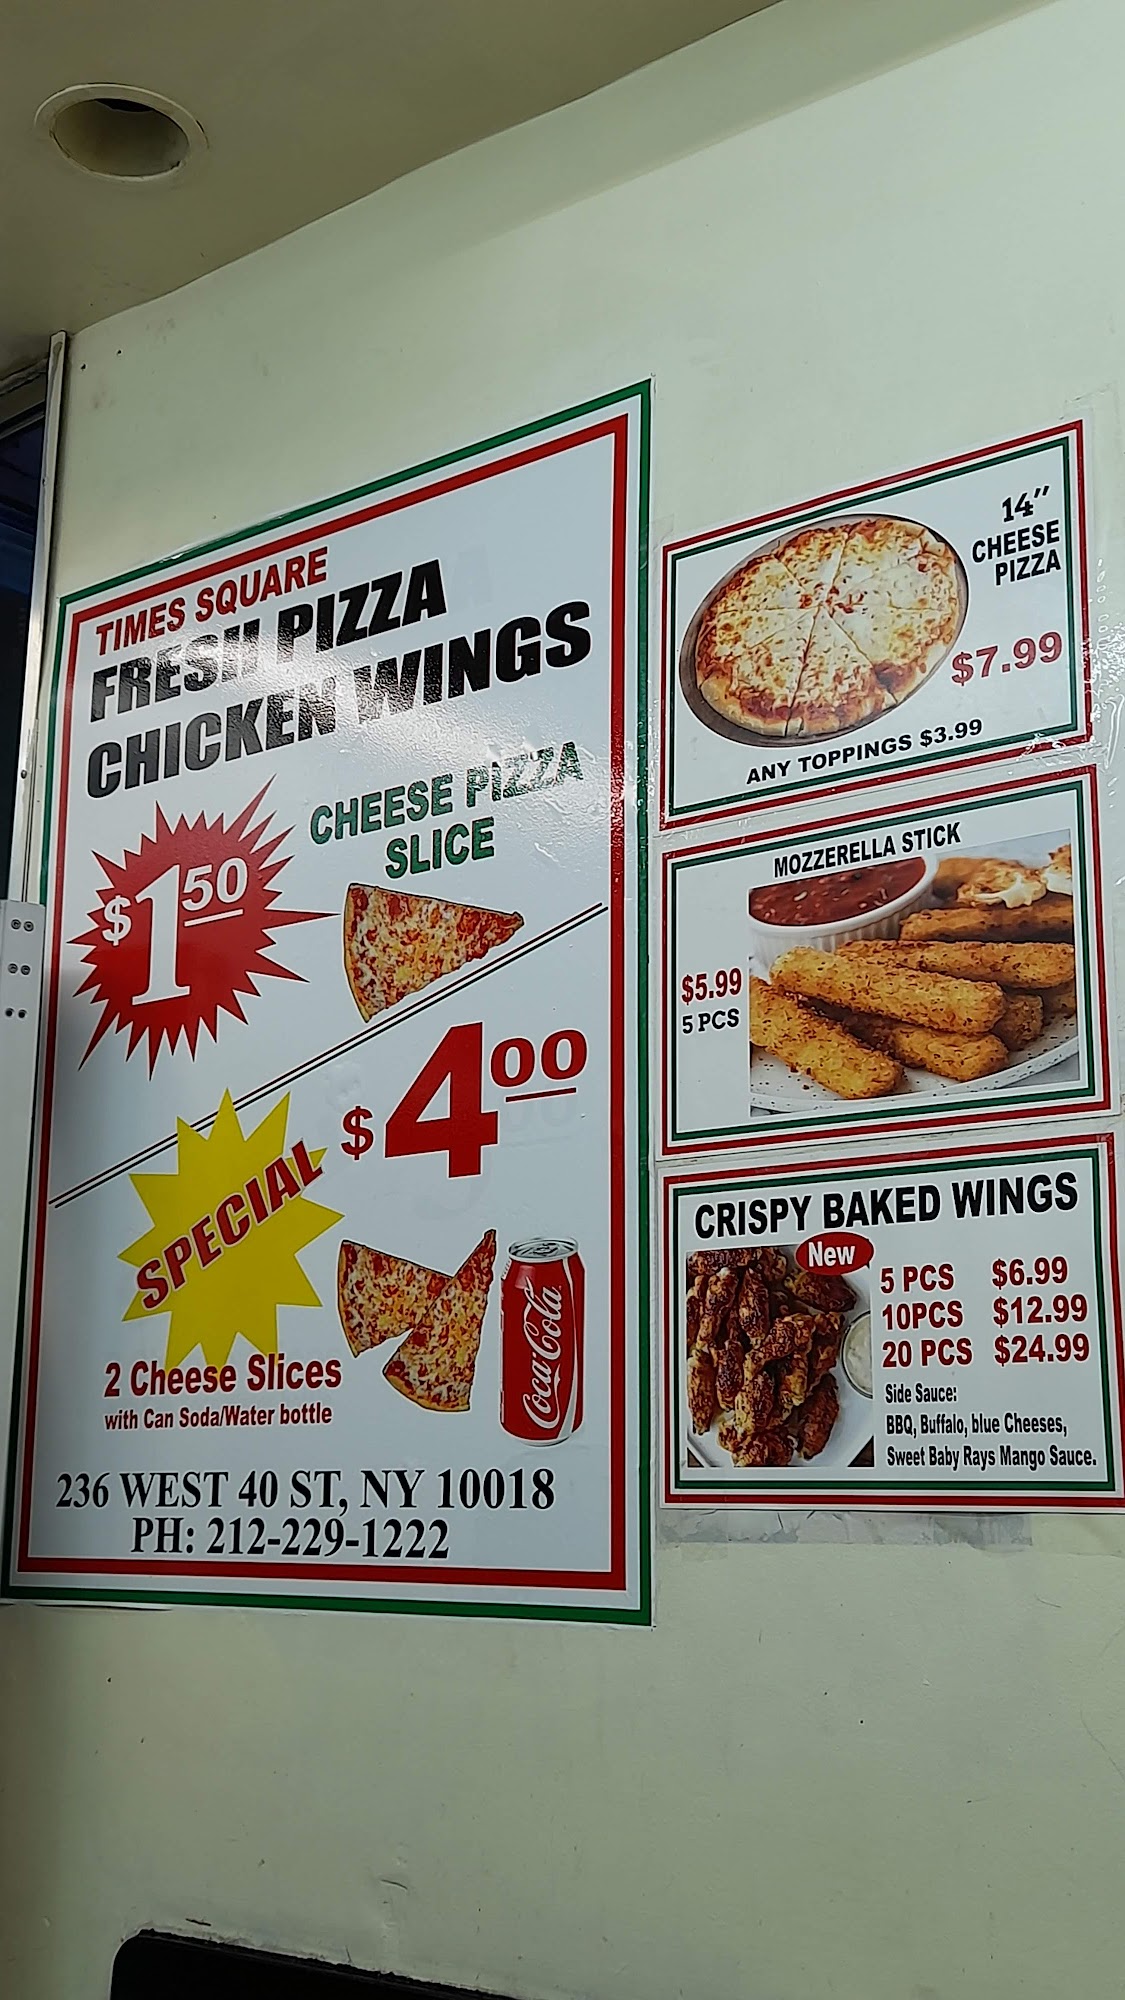 TIMES SQUARE
FRESH PIZZA
CHICKEN WINGS
CHEESE PIZZA
SLICE
$1.50
$4.00
SPECIAL
Coca-Cola
2 Cheese Slices
with Can Soda/Water bottle
236 WEST 40 ST, NY 10018
PH: 212-229-1222
14"
CHEESE
PIZZA
$7.99
ANY TOPPINGS $3.99
MOZZERELLA STICK
$5.99
5 PCS
CRISPY BAKED WINGS
New
5 PCS $6.99
10PCS $12.99
20 PCS $24.99
Side Sauce:
BBQ, Buffalo, blue Cheeses,
Sweet Baby Rays Mango Sauce.